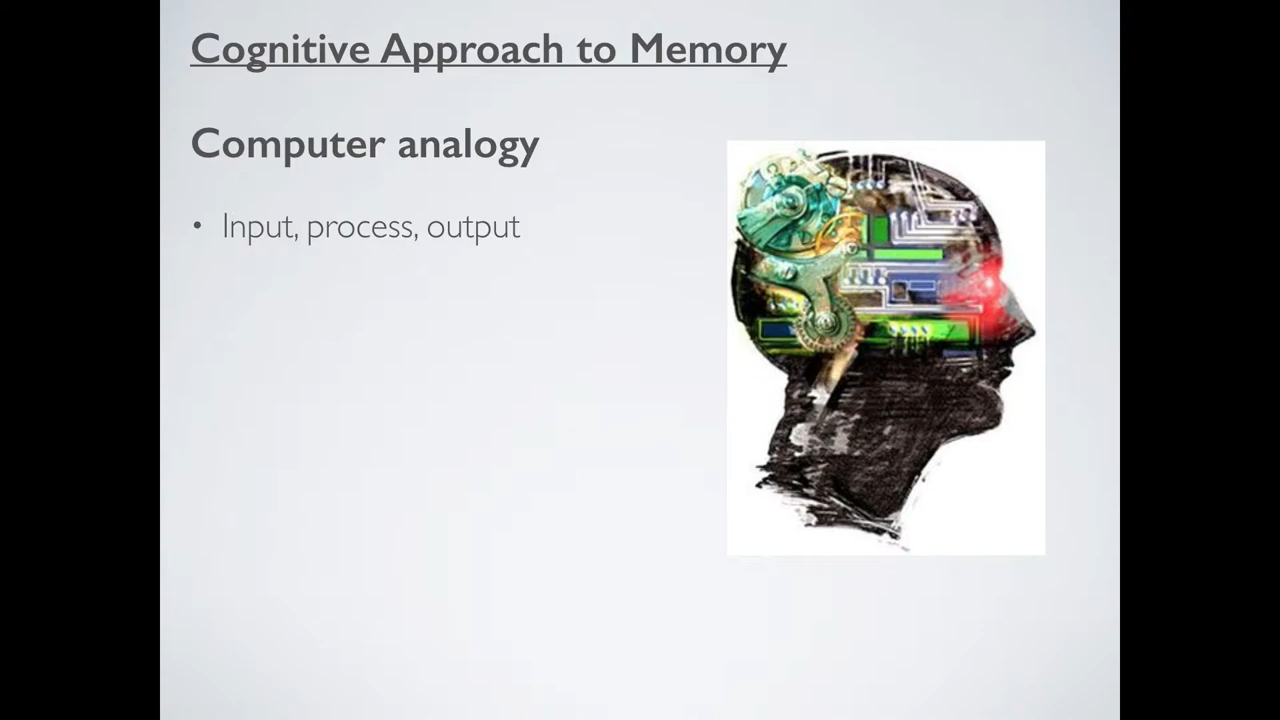 Cognitive Approach to Memory
Computer analogy
• Input, process, output